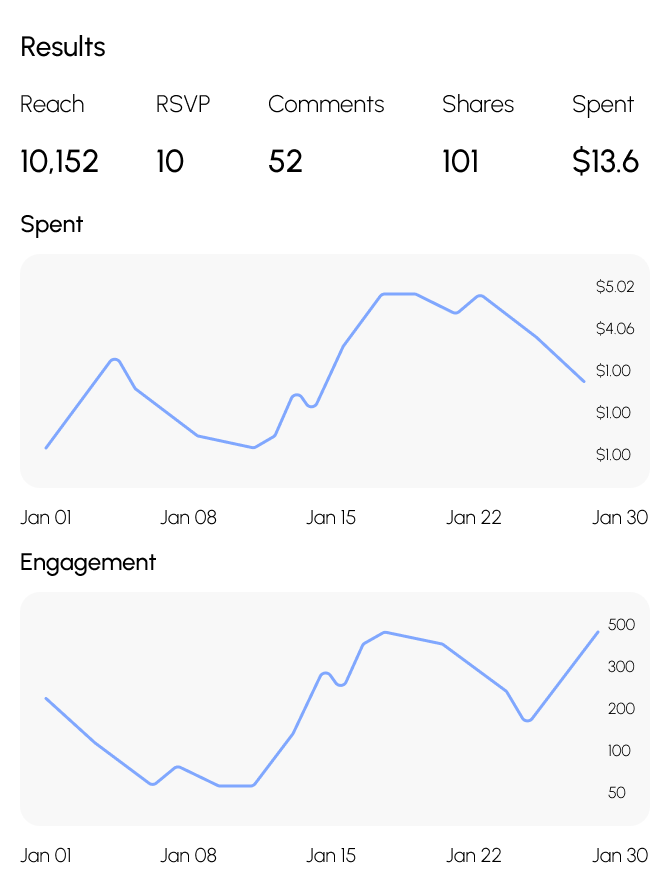 Results
Reach RSVP Comments Shares Spent
10,152 10 52 101 $13.6
Spent
$5.02
$4.06
$1.00
$1.00
$1.00
Jan 01 Jan 08 Jan 15 Jan 22 Jan 30
Engagement
500
300
200
100
50
Jan 01 Jan 08 Jan 15 Jan 22 Jan 30